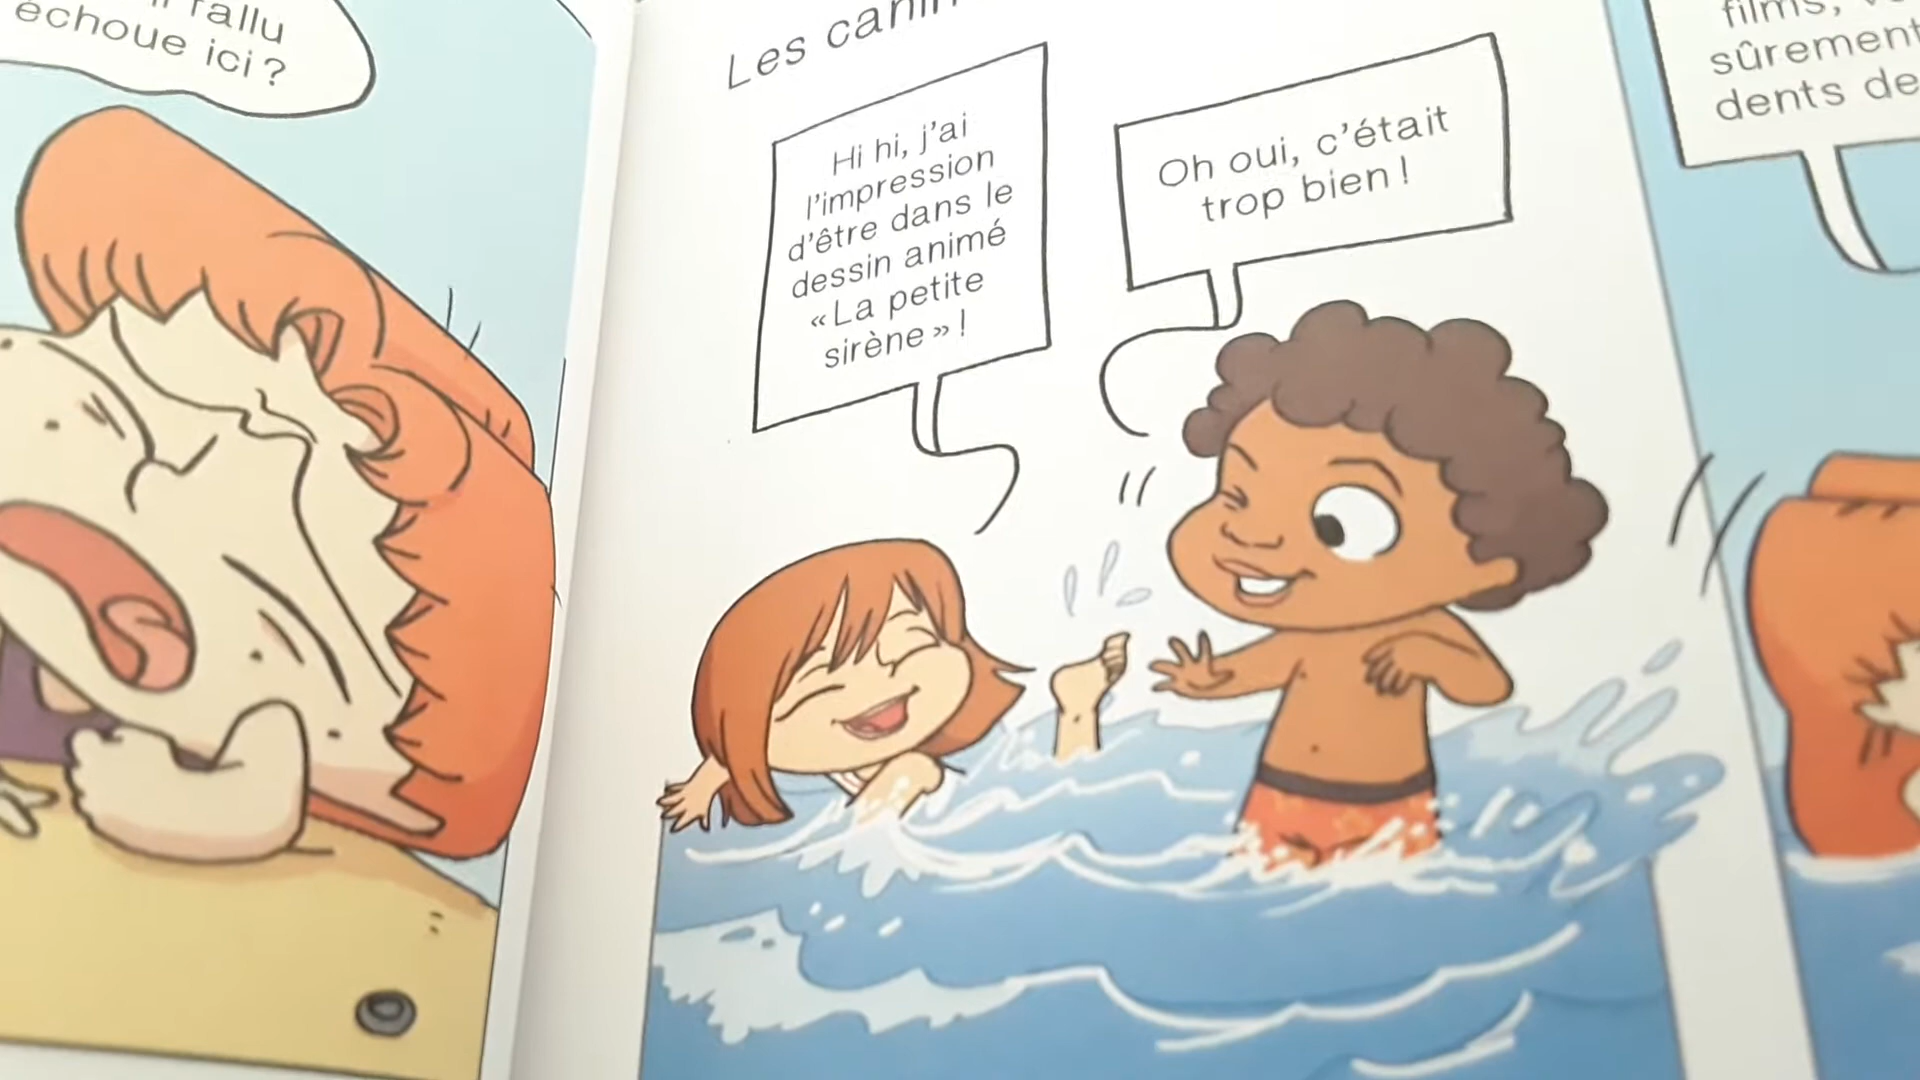 rallu
échoue ici ?
Les
Hi hi, j'ai
l'impression
d'être dans le
dessin animé
« La petite
sirène » !
Oh oui, c'était
trop bien !
films,
sûrement
dents de